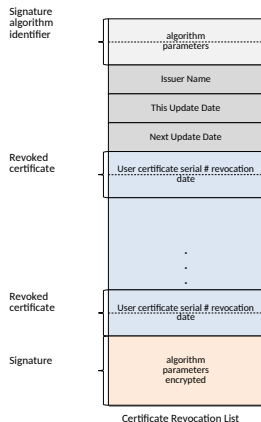 Signature
algorithm
identifier
algorithm
parameters
Issuer Name
This Update Date
Next Update Date
Revoked
certificate
User certificate serial # revocation
date
.
.
.
Revoked
certificate
User certificate serial # revocation
date
Signature
algorithm
parameters
encrypted
Certificate Revocation List